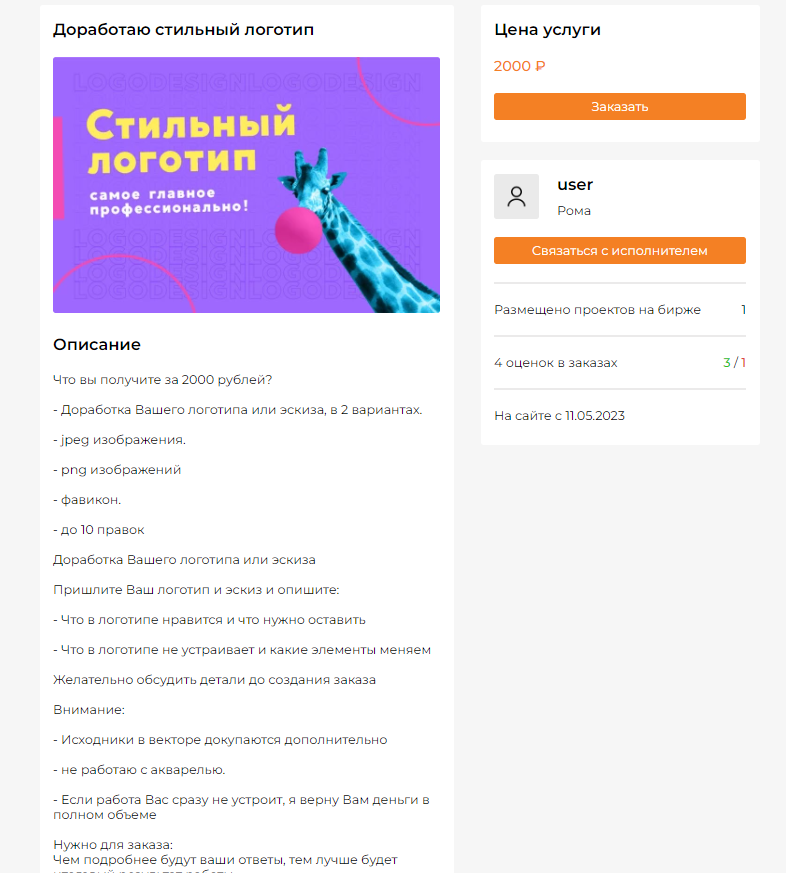 Доработаю стильный логотип
LOGODESIGNLOGODESIGN
Стильный
логотип
самое главное
профессионально!
Описание
Что вы получите за 2000 рублей?
- Доработка Вашего логотипа или эскиза, в 2 вариантах.
- jpeg изображения.
- png изображений
- фавикон.
- до 10 правок
Доработка Вашего логотипа или эскиза
Пришлите Ваш логотип и эскиз и опишите:
- Что в логотипе нравится и что нужно оставить
- Что в логотипе не устраивает и какие элементы меняем
Желательно обсудить детали до создания заказа
Внимание:
- Исходники в векторе докупаются дополнительно
- не работаю с акварелью.
- Если работа Вас сразу не устроит, я верну Вам деньги в
полном объеме
Нужно для заказа:
Чем подробнее будут ваши ответы, тем лучше будет
Цена услуги
2000 ₽
Заказать
user
Рома
Связаться с исполнителем
Размещено проектов на бирже 1
4 оценок в заказах 3 / 1
На сайте с 11.05.2023